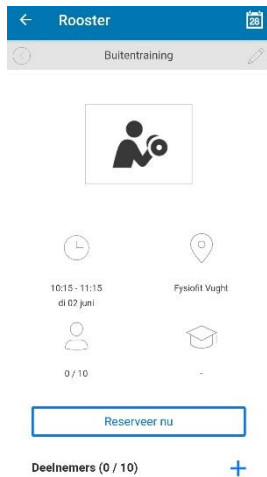 Rooster
28
Buitentraining
10:15 - 11:15
di 02 juni
Fysiofit Vught
0 / 10
-
Reserveer nu
Deelnemers (0 / 10)
+